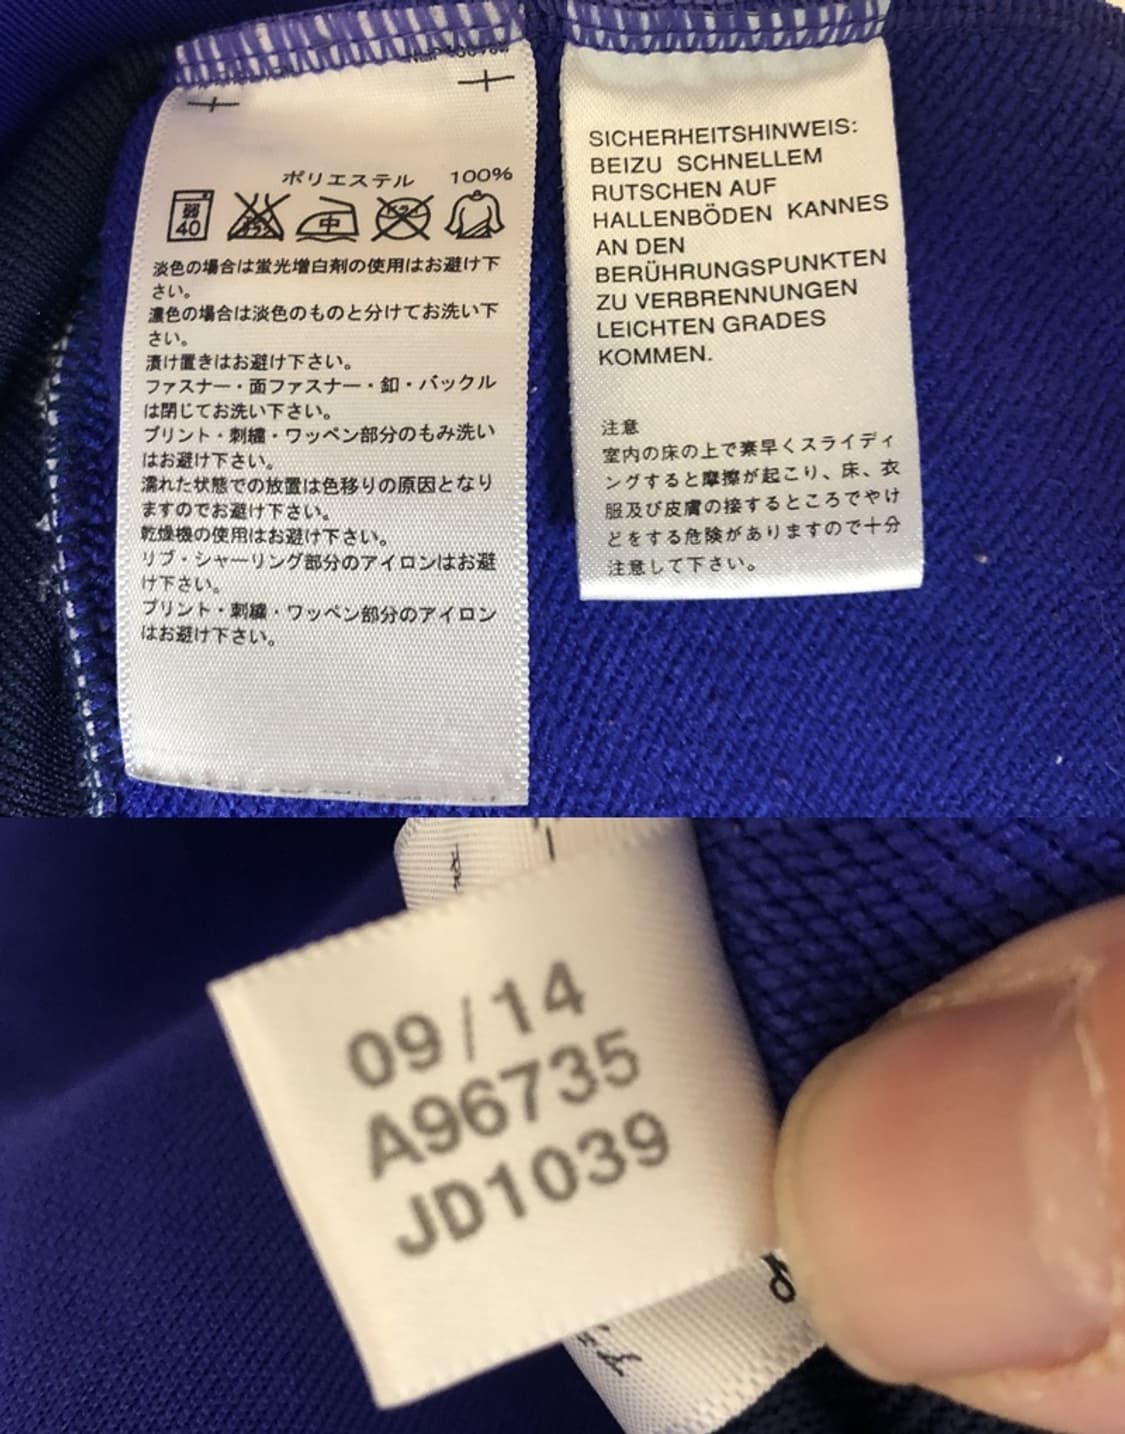 ポリエステル 100%
弱
40
中
淡色の場合は蛍光増白剤の使用はお避け下
さい。
濃色の場合は淡色のものと分けてお洗い下
さい。
漬け置きはお避け下さい。
ファスナー・面ファスナー・釦・バックル
は閉じてお洗い下さい。
プリント・刺繍・ワッペン部分のもみ洗い
はお避け下さい。
濡れた状態での放置は色移りの原因となり
ますのでお避け下さい。
乾燥機の使用はお避け下さい。
リブ・シャーリング部分のアイロンはお避
け下さい。
プリント・刺繍・ワッペン部分のアイロン
はお避け下さい。
SICHERHEITSHINWEIS:
BEIZU SCHNELLEM
RUTSCHEN AUF
HALLENBÖDEN KANNES
AN DEN
BERÜHRUNGSPUNKTEN
ZU VERBRENNUNGEN
LEICHTEN GRADES
KOMMEN.
注意
室内の床の上で素早くスライディ
ングすると摩擦が起こり、床、衣
服及び皮膚の接するところでやけ
どをする危険がありますので十分
注意して下さい。
09/14
A96735
JD1039